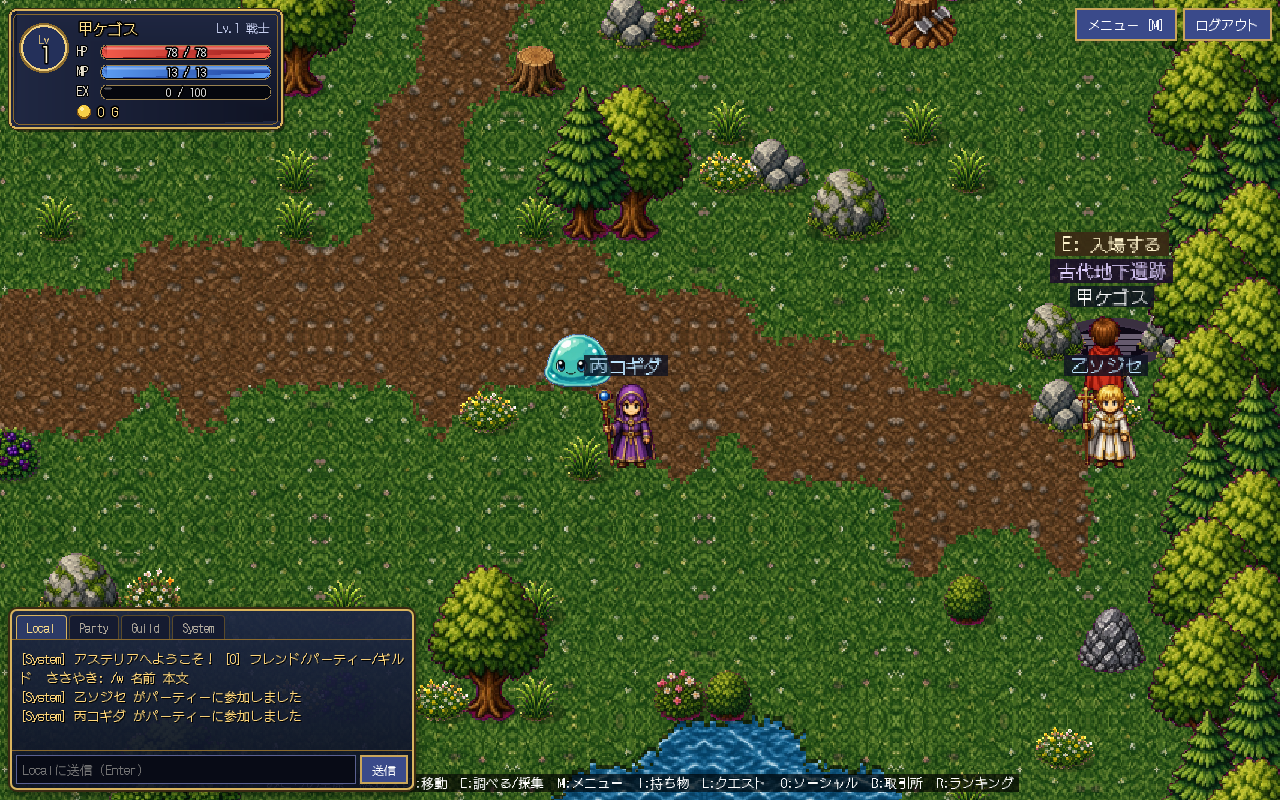 Lv
1
甲ケゴス
Lv.1 戦士
HP 78 / 78
MP 13 / 13
EX 0 / 100
0 G
メニュー [M]
ログアウト
E: 入場する
古代地下遺跡
甲ケゴス
乙ソジセ
丙コギダ
Local
Party
Guild
System
[System] アステリアへようこそ！ [O] フレンド/パーティー/ギル
ド ささやき: /w 名前 本文
[System] 乙ソジセ がパーティーに参加しました
[System] 丙コギダ がパーティーに参加しました
Localに送信 (Enter)
送信
:移動 E:調べる/採集 M:メニュー I:持ち物 L:クエスト O:ソーシャル B:取引所 R:ランキング